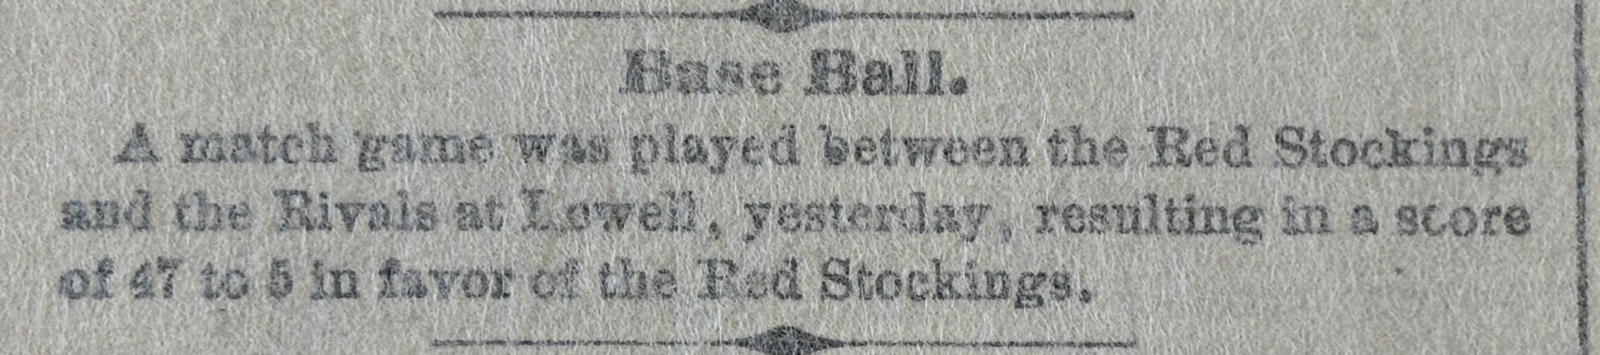 Base Ball.
A match game was played between the Red Stockings
and the Rivals at Lowell, yesterday, resulting in a score
of 47 to 5 in favor of the Red Stockings.